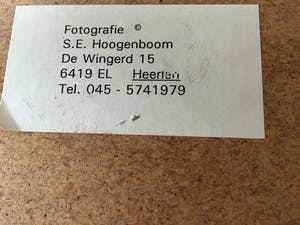 Fotografie ©
S.E. Hoogenboom
De Wingerd 15
6419 EL Heerlen
Tel. 045 - 5741979